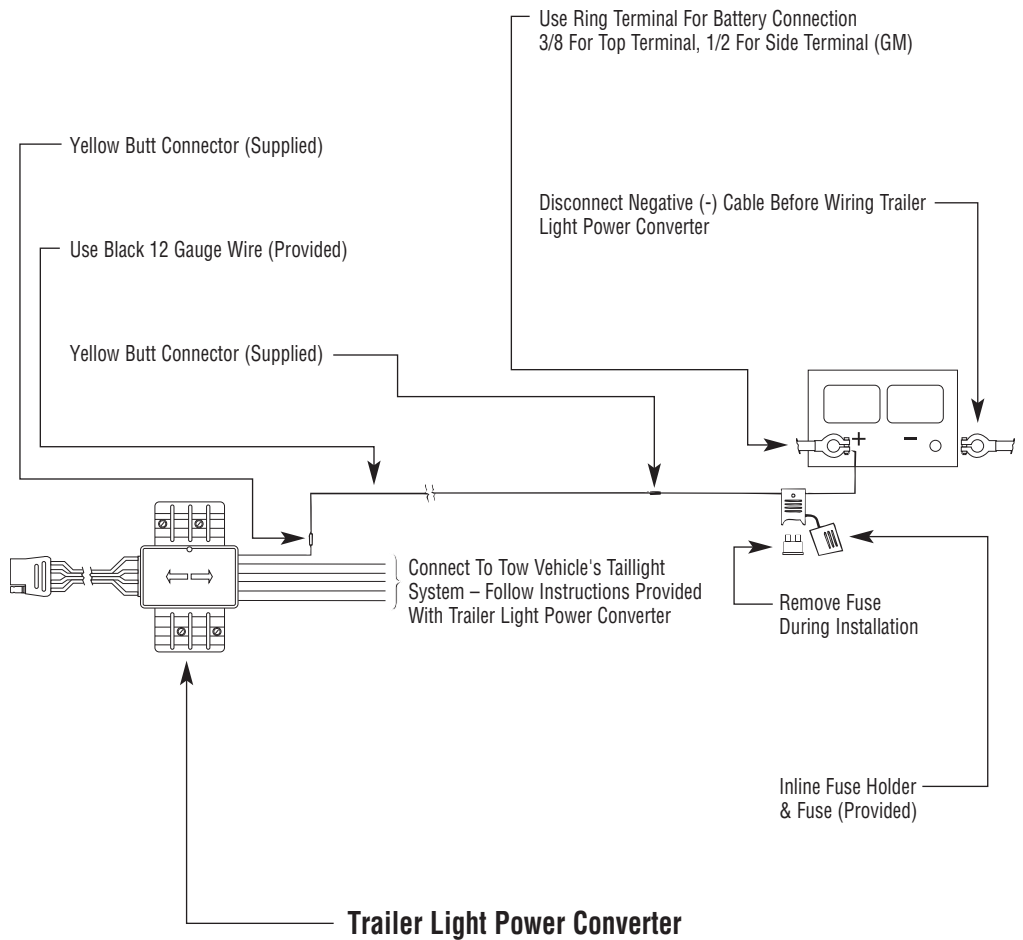 Use Ring Terminal For Battery Connection
3/8 For Top Terminal, 1/2 For Side Terminal (GM)
Yellow Butt Connector (Supplied)
Disconnect Negative (-) Cable Before Wiring Trailer
Light Power Converter
Use Black 12 Gauge Wire (Provided)
Yellow Butt Connector (Supplied)
+ –
Connect To Tow Vehicle's Taillight
System – Follow Instructions Provided
With Trailer Light Power Converter
Remove Fuse
During Installation
Inline Fuse Holder
& Fuse (Provided)
Trailer Light Power Converter